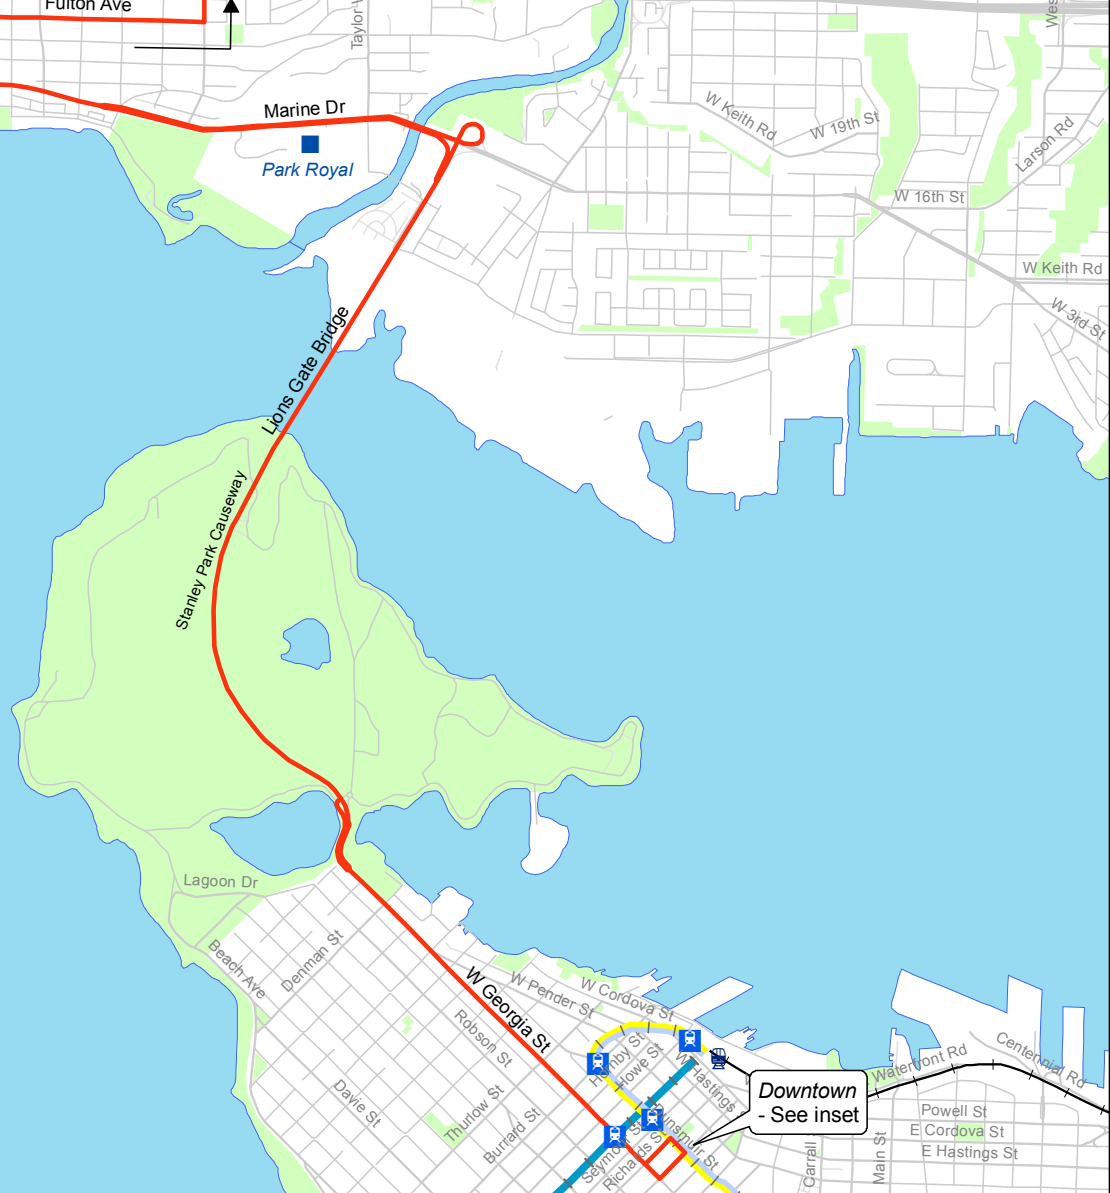 Fulton Ave
Taylor
Wes
Marine Dr
Park Royal
W Keith Rd
W 19th St
Larson Rd
W 16th St
W Keith Rd
W 3rd St
Lions Gate Bridge
Stanley Park Causeway
Lagoon Dr
Beach Ave
Denman St
W Georgia St
W Pender St
W Cordova St
Robson St
Davie St
Thurlow St
Burrard St
Hornby St
Howe St
W Hastings
Seymour St
Richards St
Dunsmuir St
Downtown
- See inset
Waterfront Rd
Centennial Rd
Powell St
E Cordova St
E Hastings St
Carrall
Main St